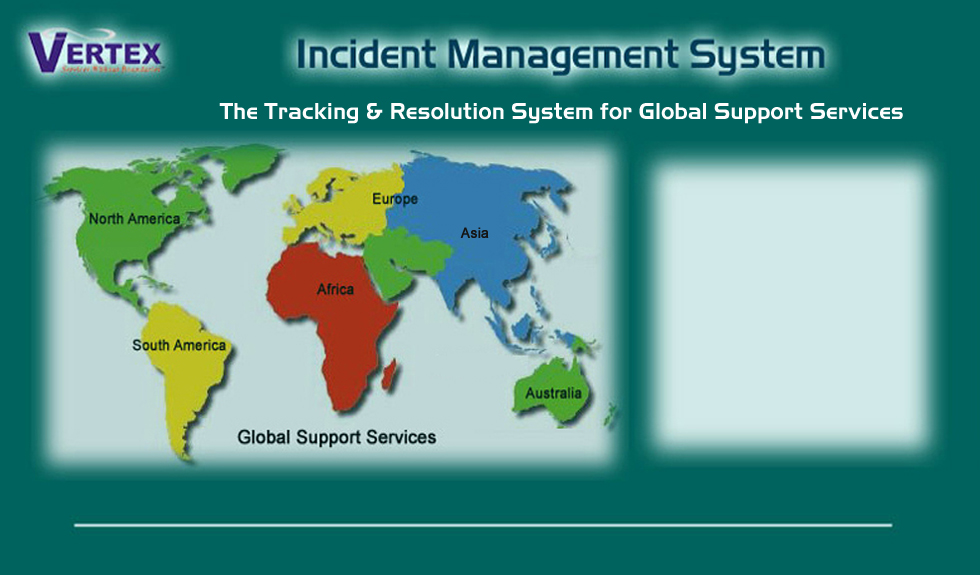 VERTEX
Incident Management System
The Tracking & Resolution System for Global Support Services
Europe
North America
Asia
Africa
South America
Australia
Global Support Services